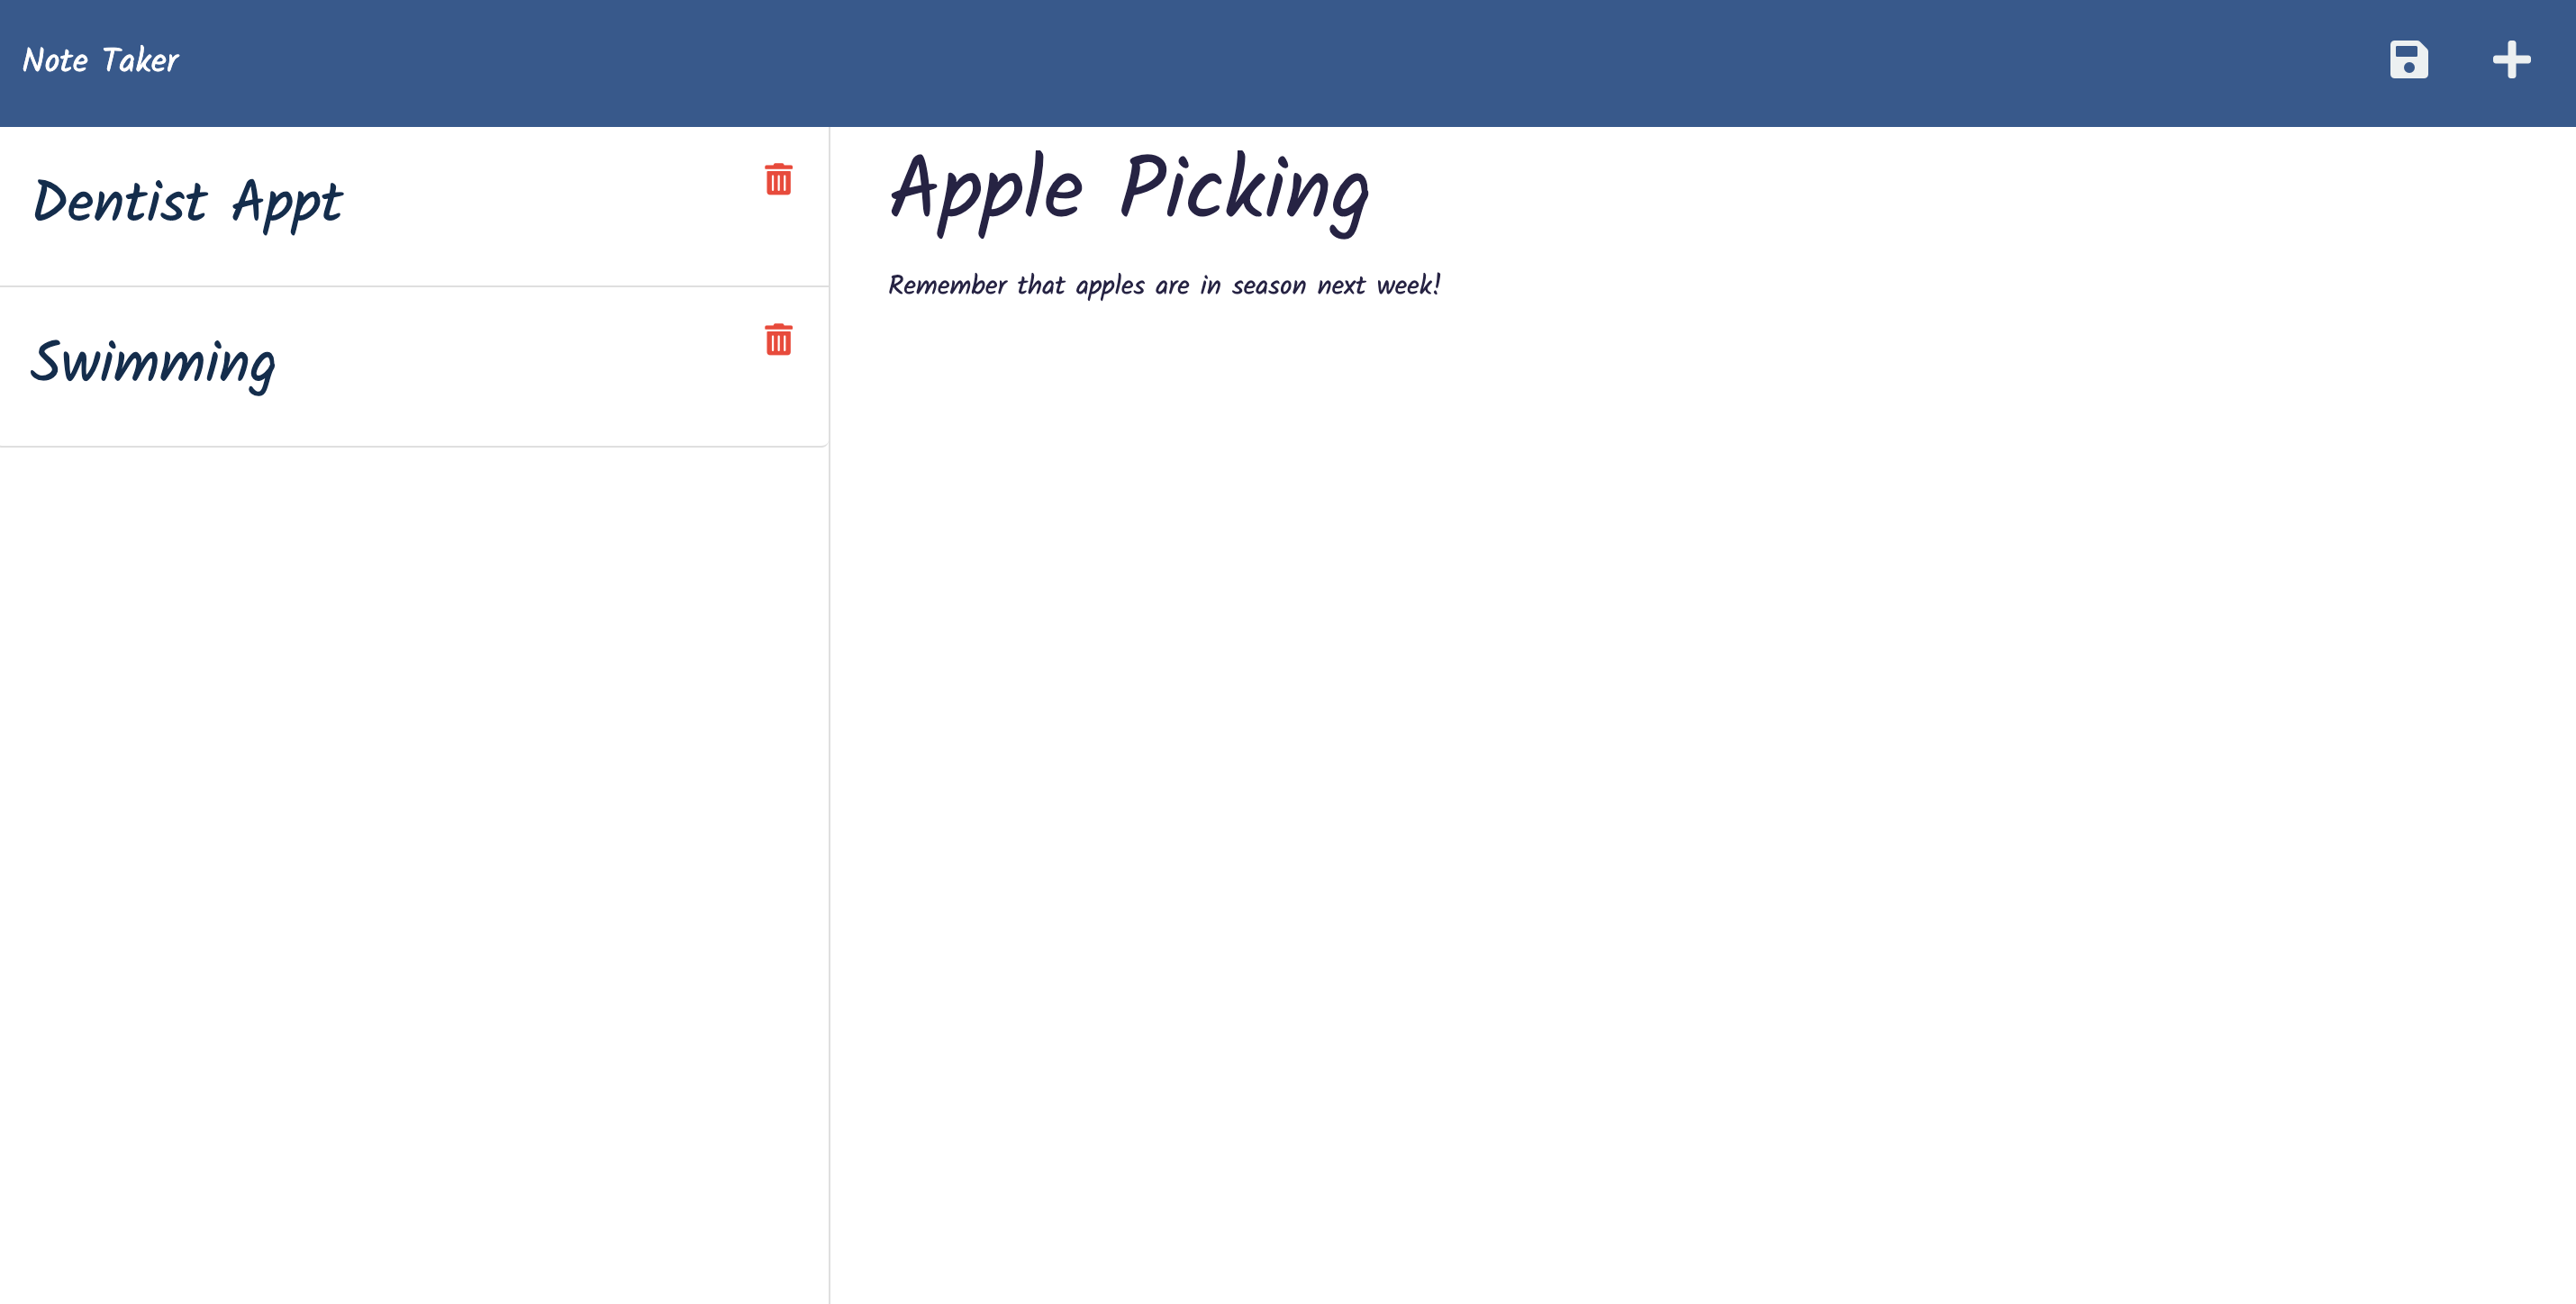 Note Taker
Dentist Appt
Swimming
Apple Picking
Remember that apples are in season next week!